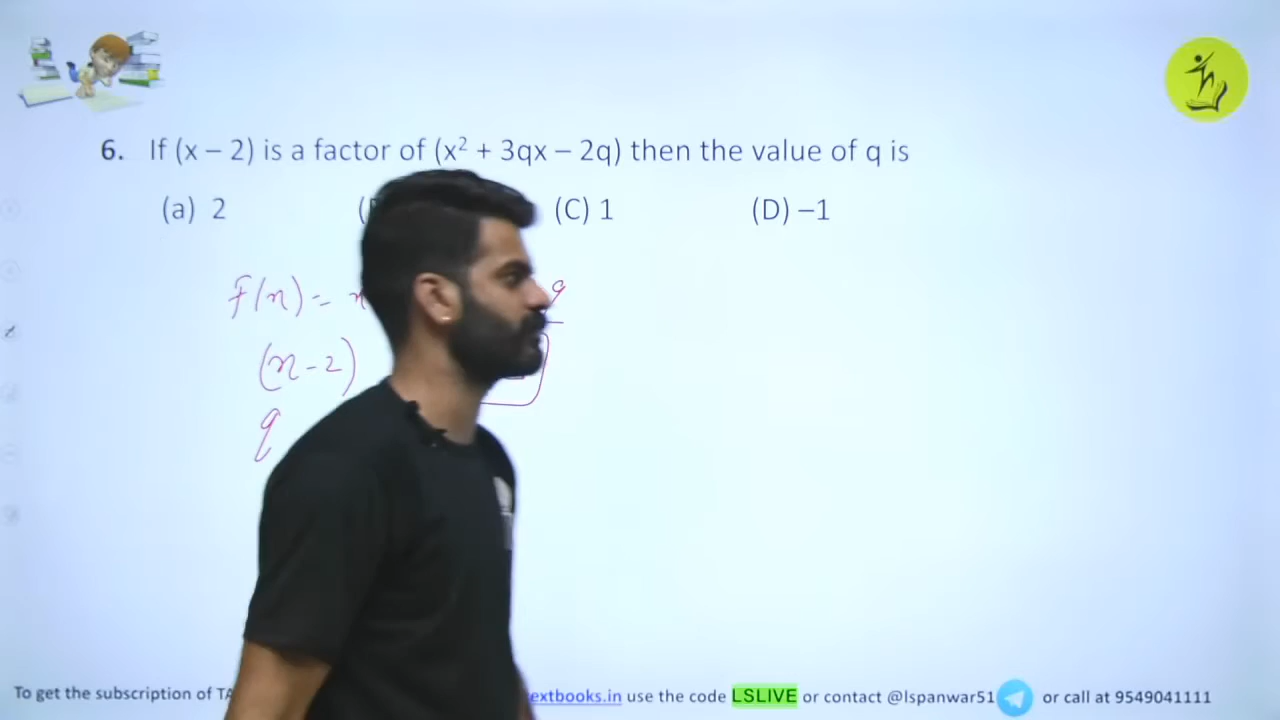 6. If (x – 2) is a factor of (x² + 3qx – 2q) then the value of q is
(a) 2 (C) 1 (D) –1
f(x) = x q
(x - 2)
q
To get the subscription of extbooks.in use the code LSLIVE or contact @lspanwar51 or call at 9549041111